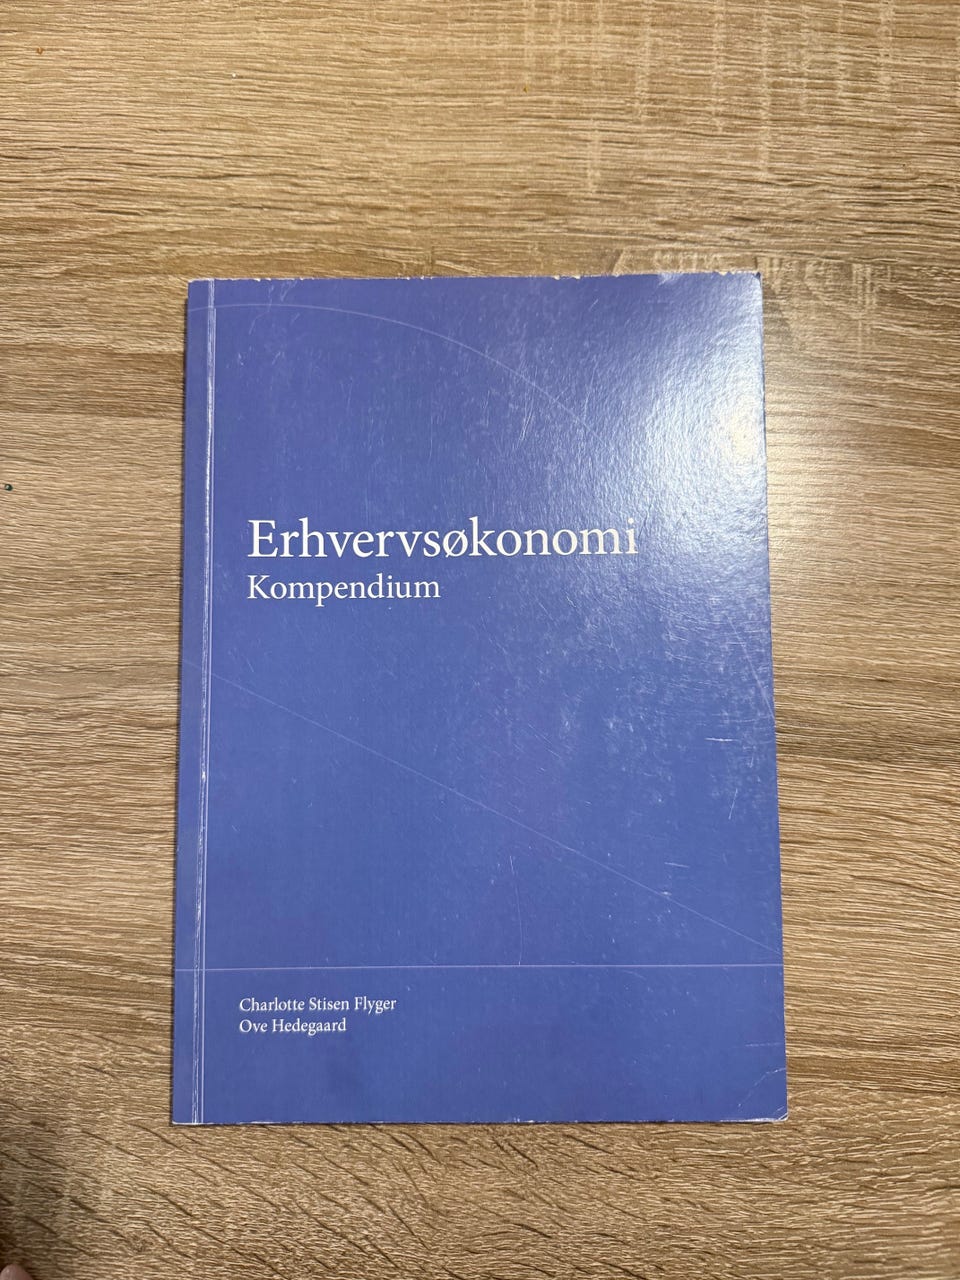 Erhvervsøkonomi
Kompendium
Charlotte Stisen Flyger
Ove Hedegaard